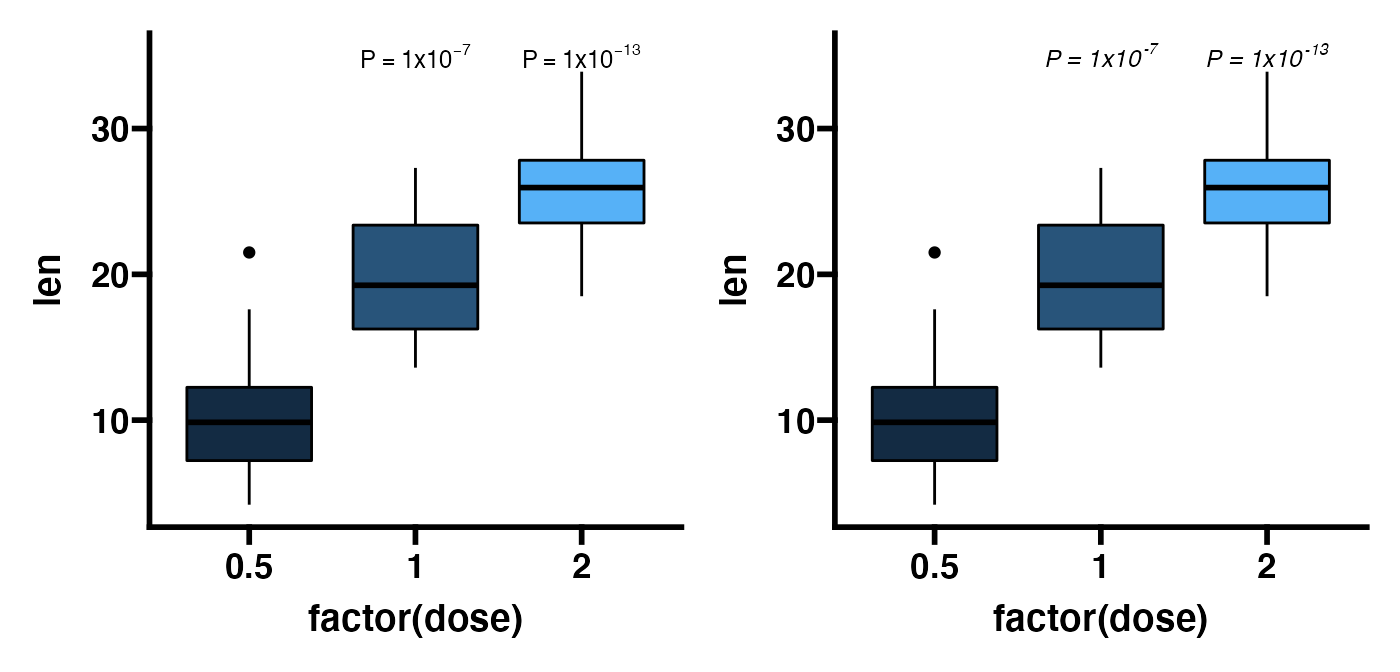 P = 1x10⁻⁷ P = 1x10⁻¹³
30
20
10
len
0.5 1 2
factor(dose)
P = 1x10⁻⁷ P = 1x10⁻¹³
30
20
10
len
0.5 1 2
factor(dose)